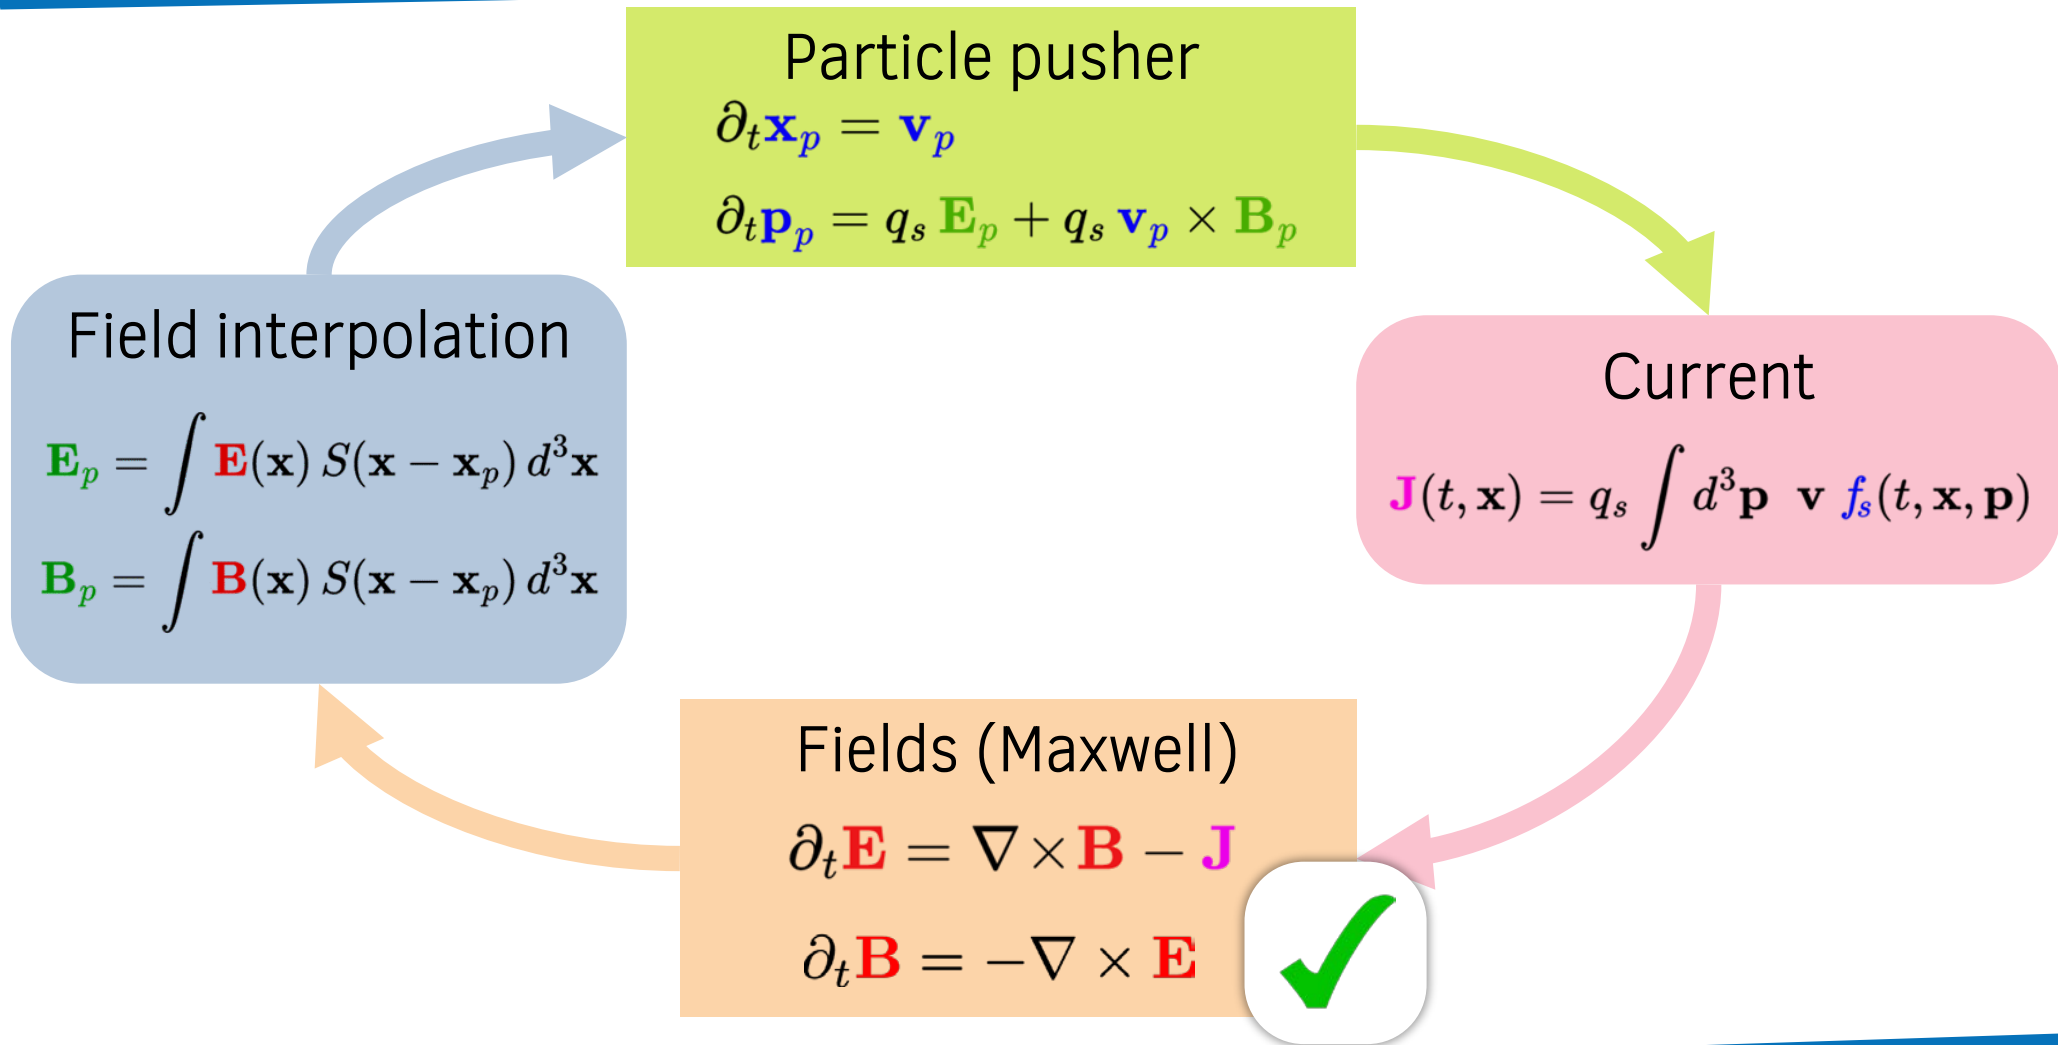 Particle pusher
∂ₜ𝐱ₚ = 𝐯ₚ
∂ₜ𝐩ₚ = qₛ 𝐄ₚ + qₛ 𝐯ₚ × 𝐁ₚ
Field interpolation
𝐄ₚ = ∫ 𝐄(𝐱) S(𝐱 − 𝐱ₚ) d³𝐱
𝐁ₚ = ∫ 𝐁(𝐱) S(𝐱 − 𝐱ₚ) d³𝐱
Current
𝐉(t, 𝐱) = qₛ ∫ d³𝐩 𝐯 fₛ(t, 𝐱, 𝐩)
Fields (Maxwell)
∂ₜ𝐄 = ∇ × 𝐁 − 𝐉
∂ₜ𝐁 = −∇ × 𝐄